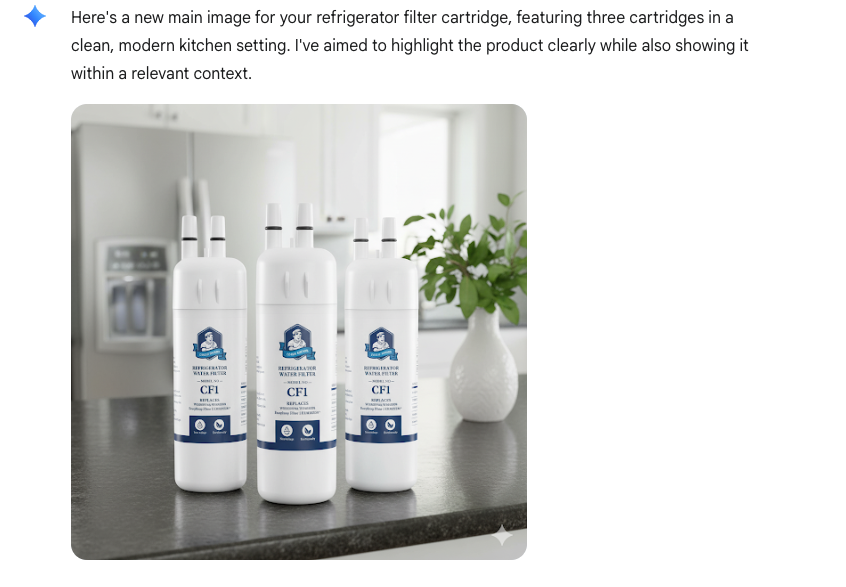 Here's a new main image for your refrigerator filter cartridge, featuring three cartridges in a
clean, modern kitchen setting. I've aimed to highlight the product clearly while also showing it
within a relevant context.
REFRIGERATOR
WATER FILTER
CF1
REPLACES
REFRIGERATOR
WATER FILTER
MODEL NO.
CF1
REPLACES
REFRIGERATOR
WATER FILTER
CF1
REPLACES